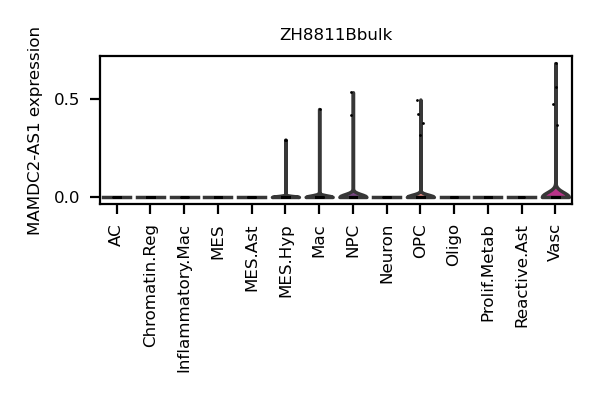 ZH8811Bbulk
MAMDC2-AS1 expression
0.5
0.0
AC
Chromatin.Reg
Inflammatory.Mac
MES
MES.Ast
MES.Hyp
Mac
NPC
Neuron
OPC
Oligo
Prolif.Metab
Reactive.Ast
Vasc